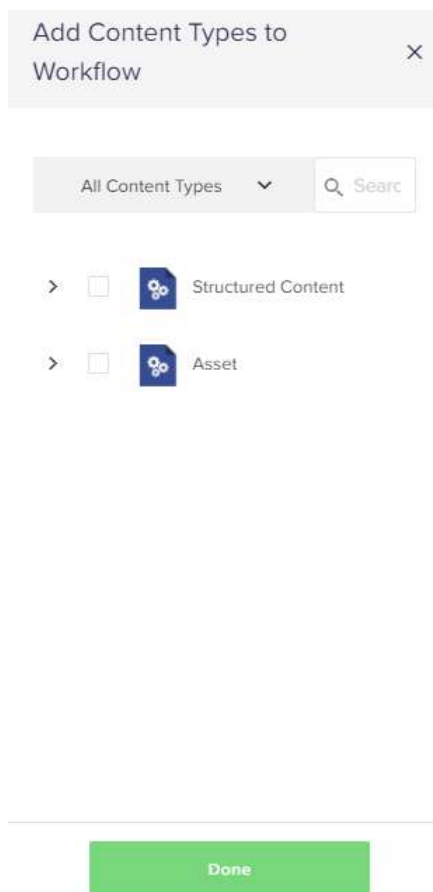 Add Content Types to
Workflow
All Content Types
Searc
Structured Content
Asset
Done